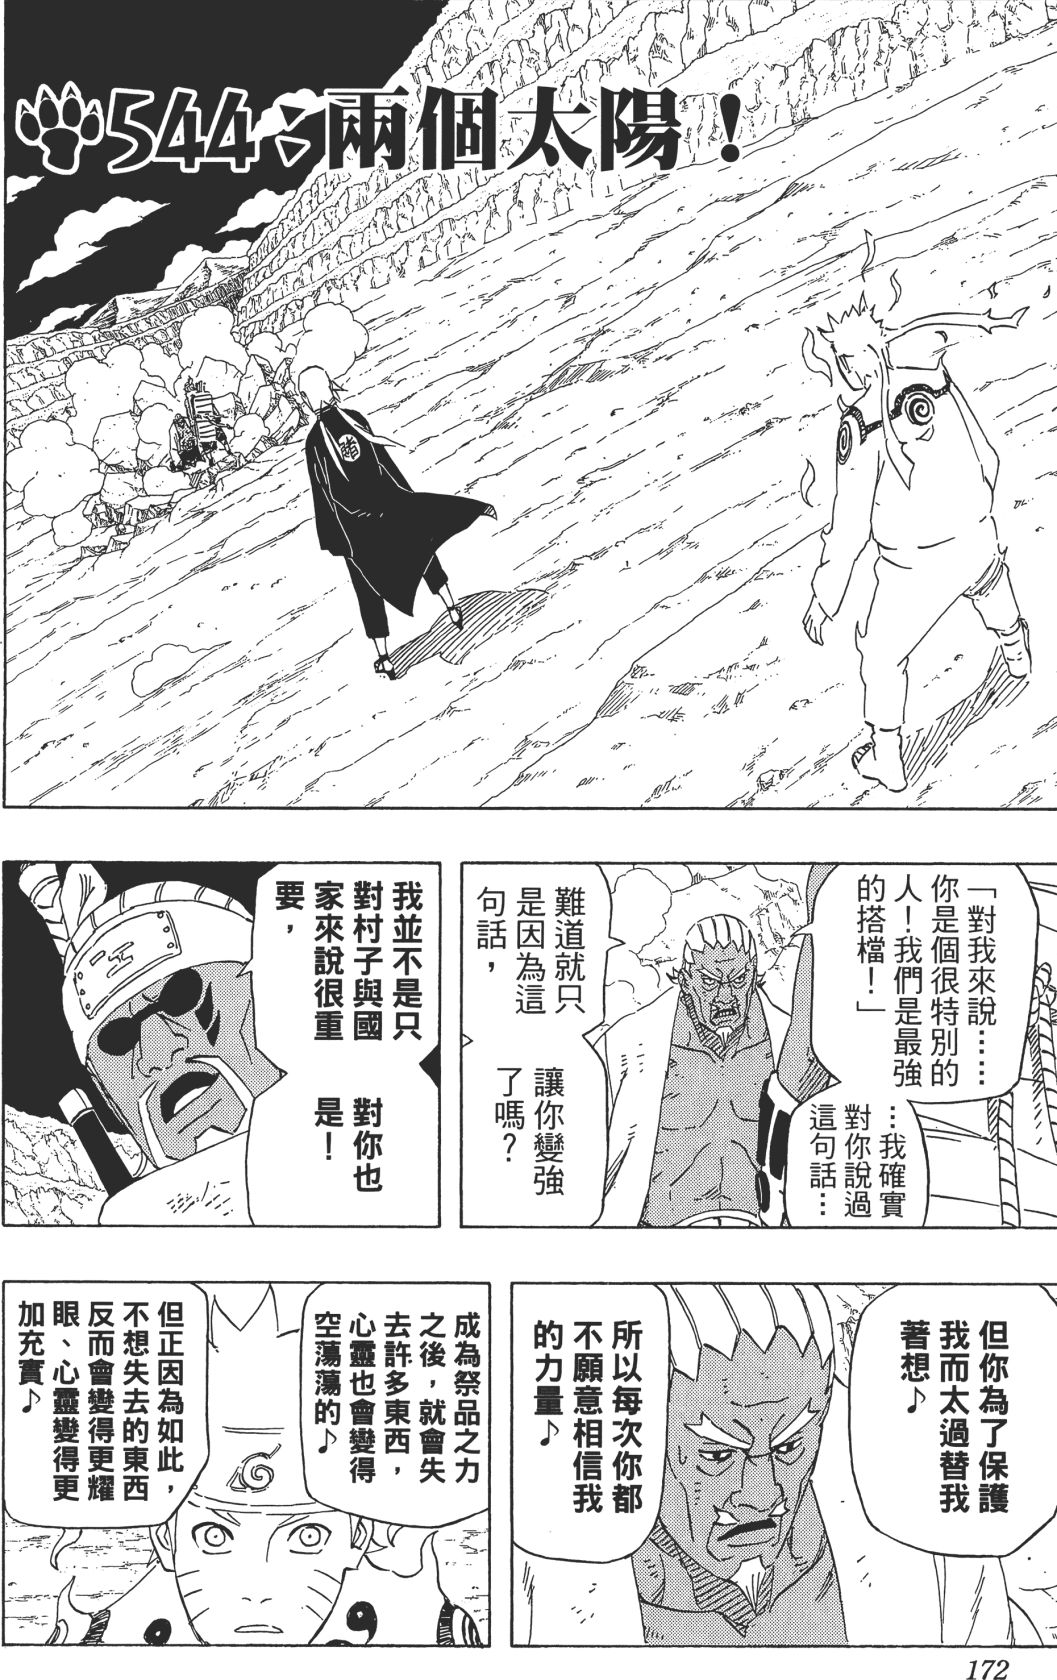 544：兩個太陽！
「對我來說……
你是個很特別的
人！我們是最強
的搭檔！」
…我確實
對你說過
這句話…
難道就只
是因為這
句話，
讓你變強
了嗎？
我並不是只
對村子與國
家來說很重
要，
對你也
是！
但你為了保護
我而太過替我
著想♪
所以每次你都
不願意相信我
的力量♪
成為祭品之力
之後，就會失
去許多東西，
心靈也會變得
空蕩蕩的♪
但正因為如此，
不想失去的東西
反而會變得更耀
眼、心靈變得更
加充實♪
172